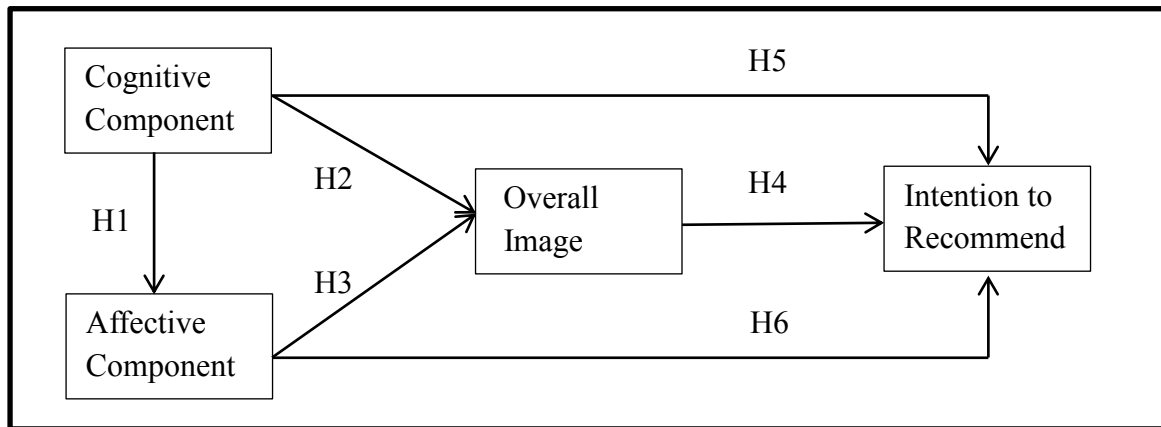 Cognitive
Component
H5
H2
Overall
Image
H4
Intention to
Recommend
H1
H3
Affective
Component
H6